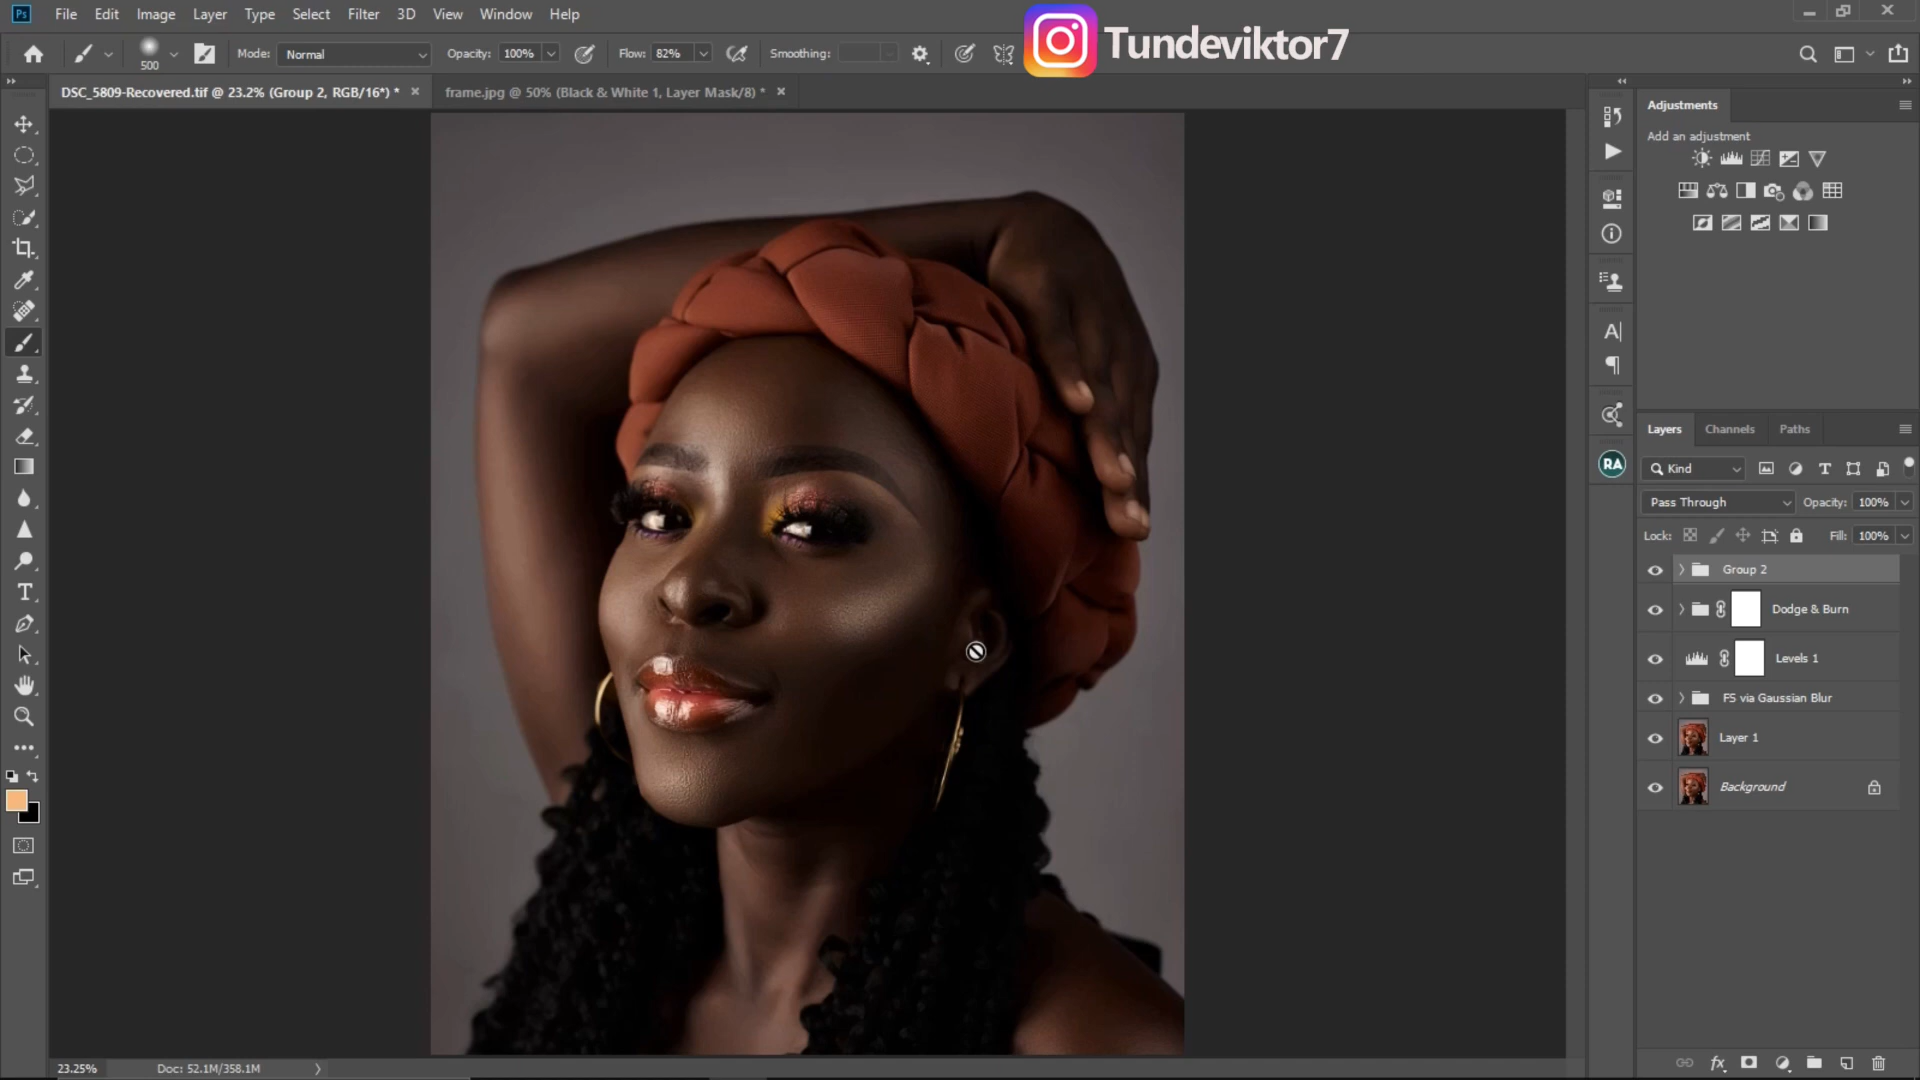 Ps File Edit Image Layer Type Select Filter 3D View Window Help
Tundeviktor7
500 Mode: Normal Opacity: 100% Flow: 82% Smoothing:
DSC_5809-Recovered.tif @ 23.2% (Group 2, RGB/16*) * frame.jpg @ 50% (Black & White 1, Layer Mask/8) *
Adjustments
Add an adjustment
Layers Channels Paths
Kind
Pass Through Opacity: 100%
Lock: Fill: 100%
Group 2
Dodge & Burn
Levels 1
FS via Gaussian Blur
Layer 1
Background
RA
23.25% Doc: 52.1M/358.1M